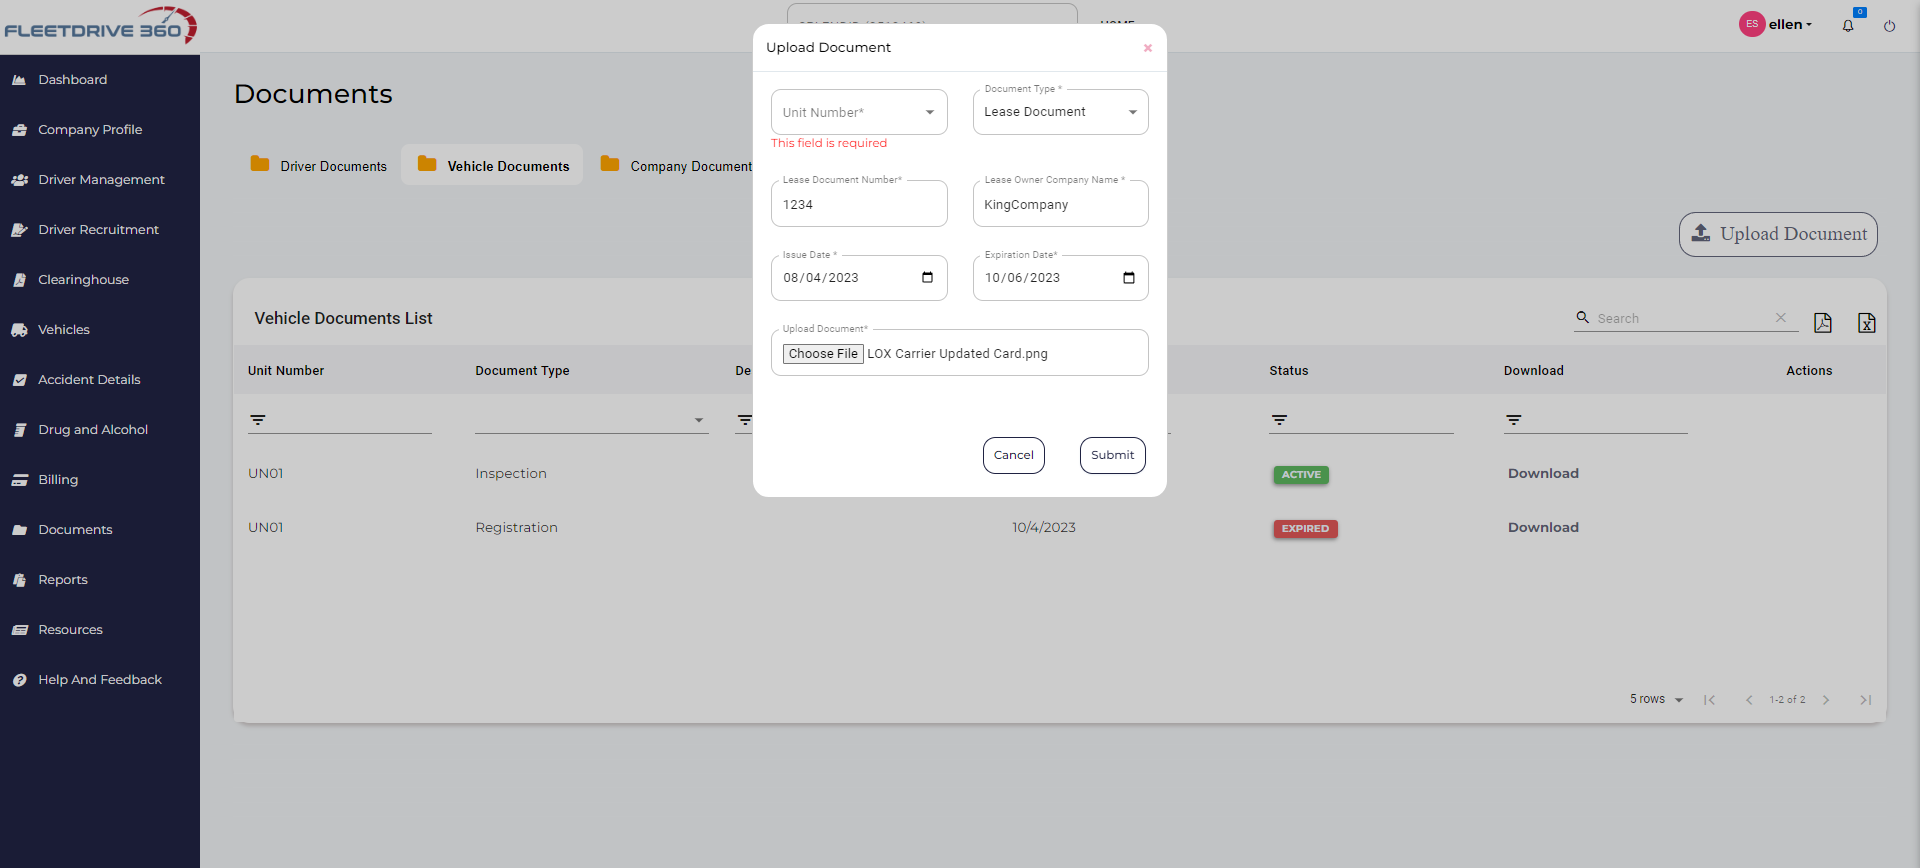 FLEETDRIVE 360
HOME
ES ellen
0
Dashboard
Company Profile
Driver Management
Driver Recruitment
Clearinghouse
Vehicles
Accident Details
Drug and Alcohol
Billing
Documents
Reports
Resources
Help And Feedback
Documents
Driver Documents
Vehicle Documents
Company Document
Upload Document
Upload Document
×
Unit Number*
This field is required
Document Type *
Lease Document
Lease Document Number*
1234
Lease Owner Company Name *
KingCompany
Issue Date *
08/04/2023
Expiration Date*
10/06/2023
Upload Document*
Choose File LOX Carrier Updated Card.png
Cancel Submit
Vehicle Documents List
Search
Unit Number Document Type De Status Download Actions
UN01 Inspection ACTIVE Download
UN01 Registration 10/4/2023 EXPIRED Download
5 rows 1-2 of 2